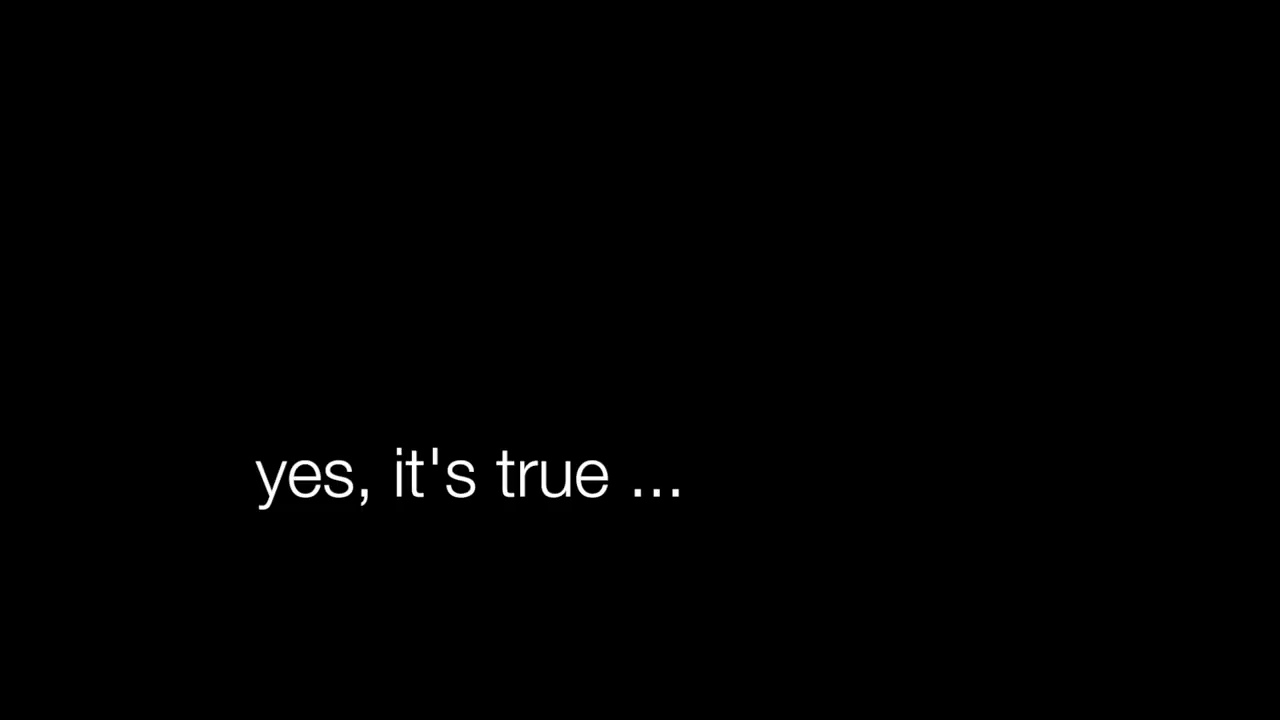 yes, it's true ...